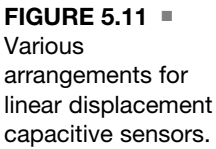 FIGURE 5.11 ■
Various
arrangements for
linear displacement
capacitive sensors.